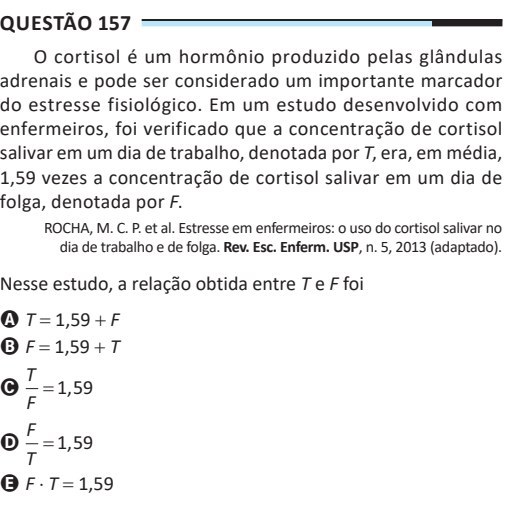 QUESTÃO 157
O cortisol é um hormônio produzido pelas glândulas
adrenais e pode ser considerado um importante marcador
do estresse fisiológico. Em um estudo desenvolvido com
enfermeiros, foi verificado que a concentração de cortisol
salivar em um dia de trabalho, denotada por T, era, em média,
1,59 vezes a concentração de cortisol salivar em um dia de
folga, denotada por F.
ROCHA, M. C. P. et al. Estresse em enfermeiros: o uso do cortisol salivar no
dia de trabalho e de folga. Rev. Esc. Enferm. USP, n. 5, 2013 (adaptado).
Nesse estudo, a relação obtida entre T e F foi
A T = 1,59 + F
B F = 1,59 + T
C T/F = 1,59
D F/T = 1,59
E F · T = 1,59